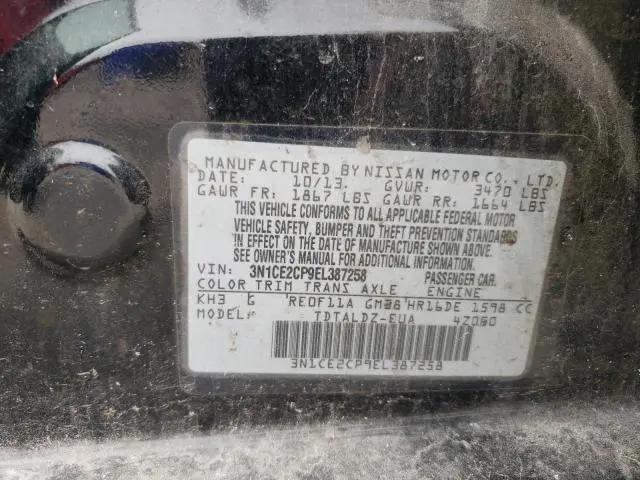 MANUFACTURED BY NISSAN MOTOR CO., LTD.
DATE: 10/13. GVWR: 3470 LBS
GAWR FR: 1867 LBS GAWR RR: 1664 LBS
THIS VEHICLE CONFORMS TO ALL APPLICABLE FEDERAL MOTOR
VEHICLE SAFETY, BUMPER AND THEFT PREVENTION STANDARDS
IN EFFECT ON THE DATE OF MANUFACTURE SHOWN ABOVE.
SEE OWNER'S MANUAL FOR ADDITIONAL INFORMATION.
VIN: 3N1CE2CP9EL387258 PASSENGER CAR.
COLOR TRIM TRANS AXLE ENGINE
KH3 G RE0F11A GM38 HR16DE 1598 CC
MODEL: TDTALDZ-EUA 4Z0
3N1CE2CP9EL387258